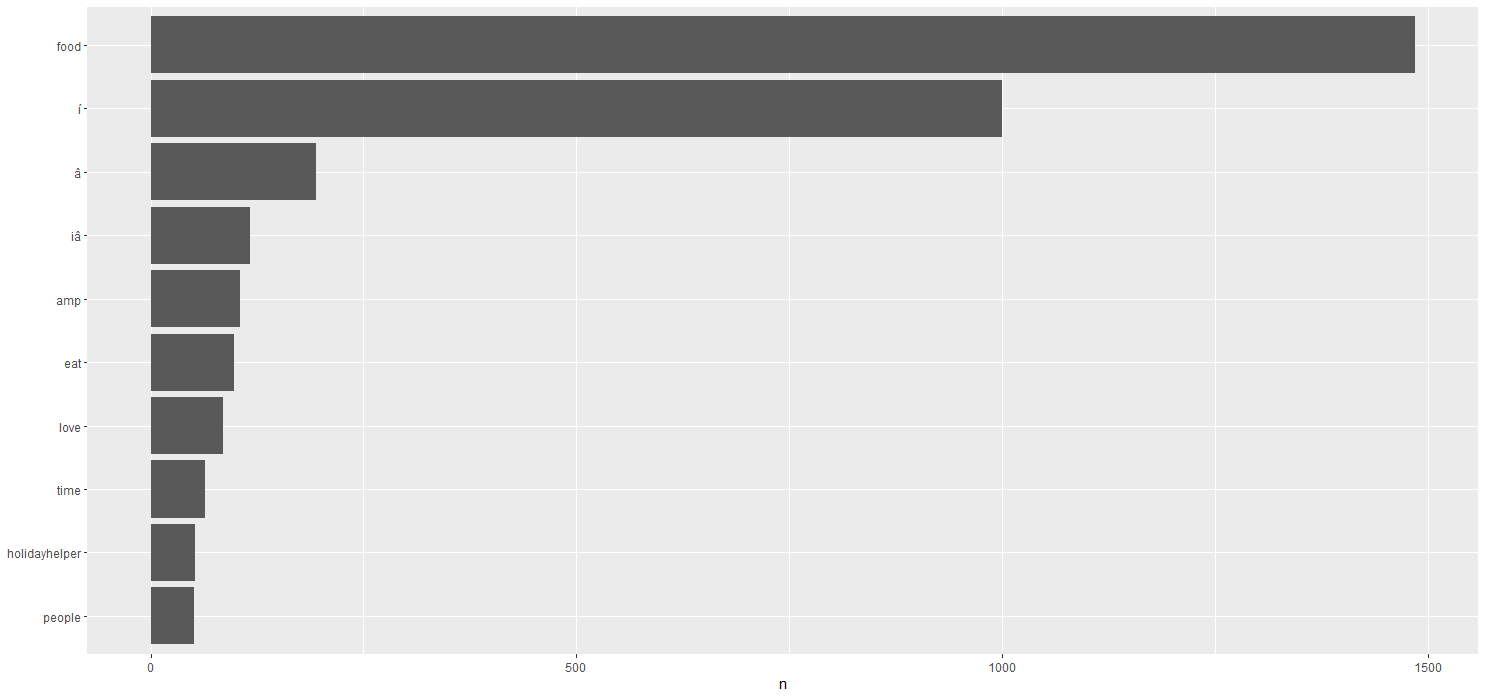 food
í
â
iâ
amp
eat
love
time
holidayhelper
people
0 500 1000 1500
n